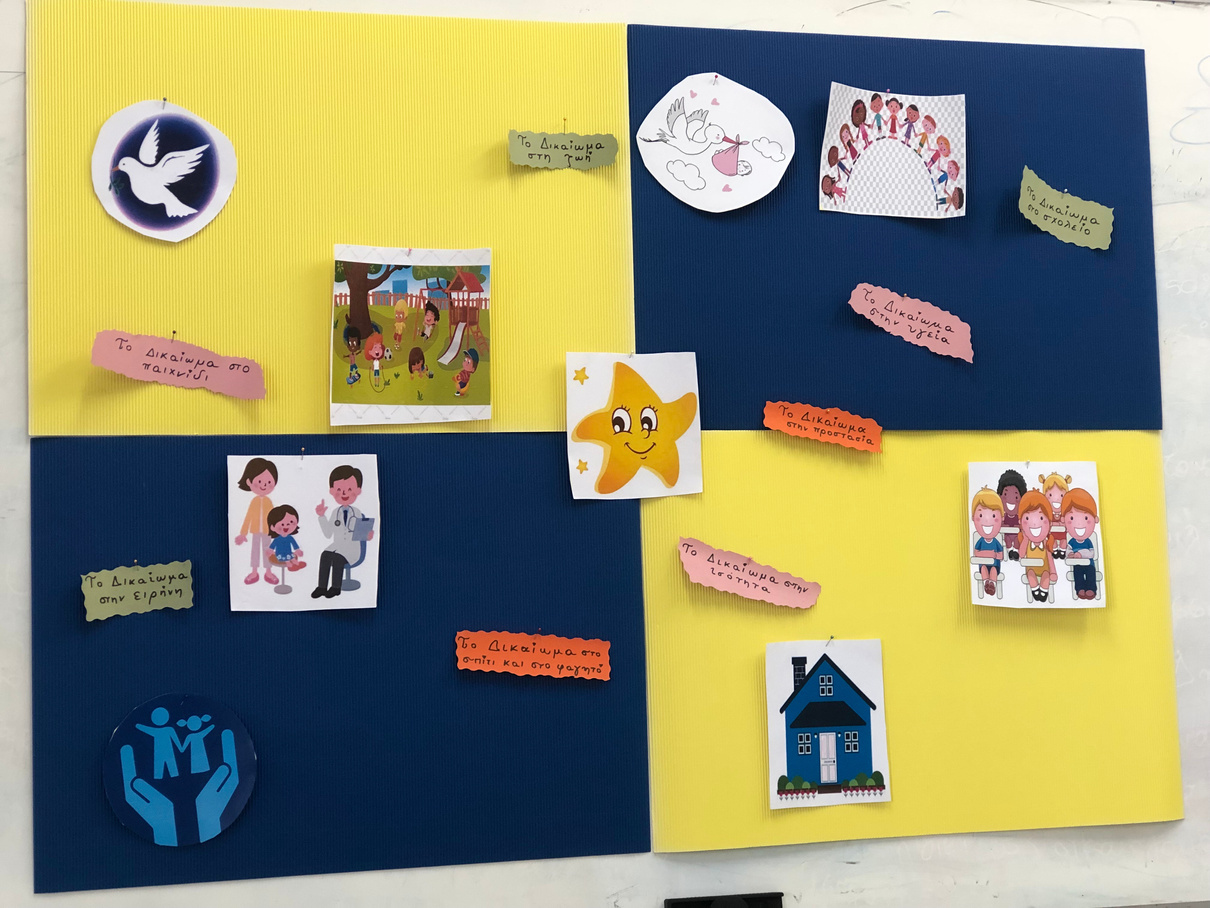 Το Δικαίωμα
στη ζωή
Το Δικαίωμα
στο σχολείο
Το Δικαίωμα
στην υγεία
Το Δικαίωμα στο
παιχνίδι
Το Δικαίωμα
στην προστασία
Το Δικαίωμα στην
ισότητα
Το Δικαίωμα
στην ειρήνη
Το Δικαίωμα στο
σπίτι και στο φαγητό